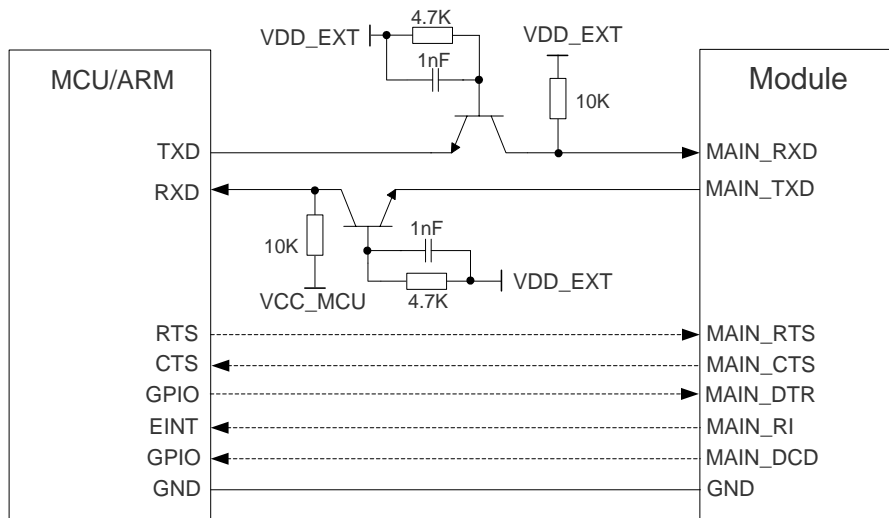 4.7K
VDD_EXT
1nF
VDD_EXT
10K
MCU/ARM
Module
TXD
MAIN_RXD
RXD
MAIN_TXD
10K
VCC_MCU
1nF
4.7K
VDD_EXT
RTS
MAIN_RTS
CTS
MAIN_CTS
GPIO
MAIN_DTR
EINT
MAIN_RI
GPIO
MAIN_DCD
GND
GND